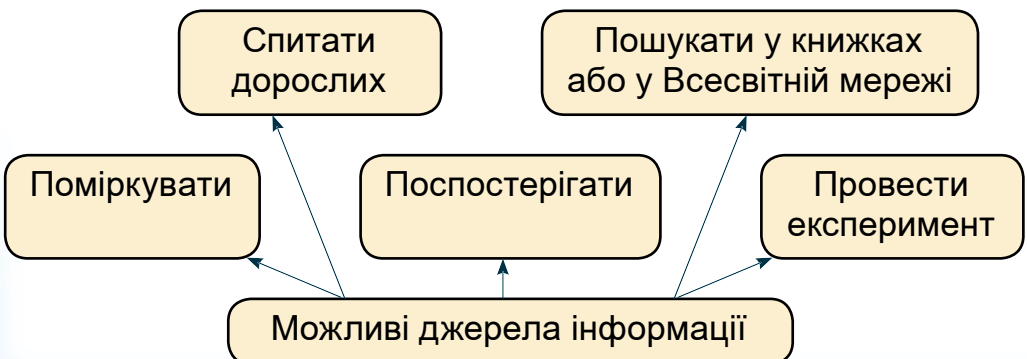 Спитати
дорослих
Пошукати у книжках
або у Всесвітній мережі
Поміркувати
Поспостерігати
Провести
експеримент
Можливі джерела інформації